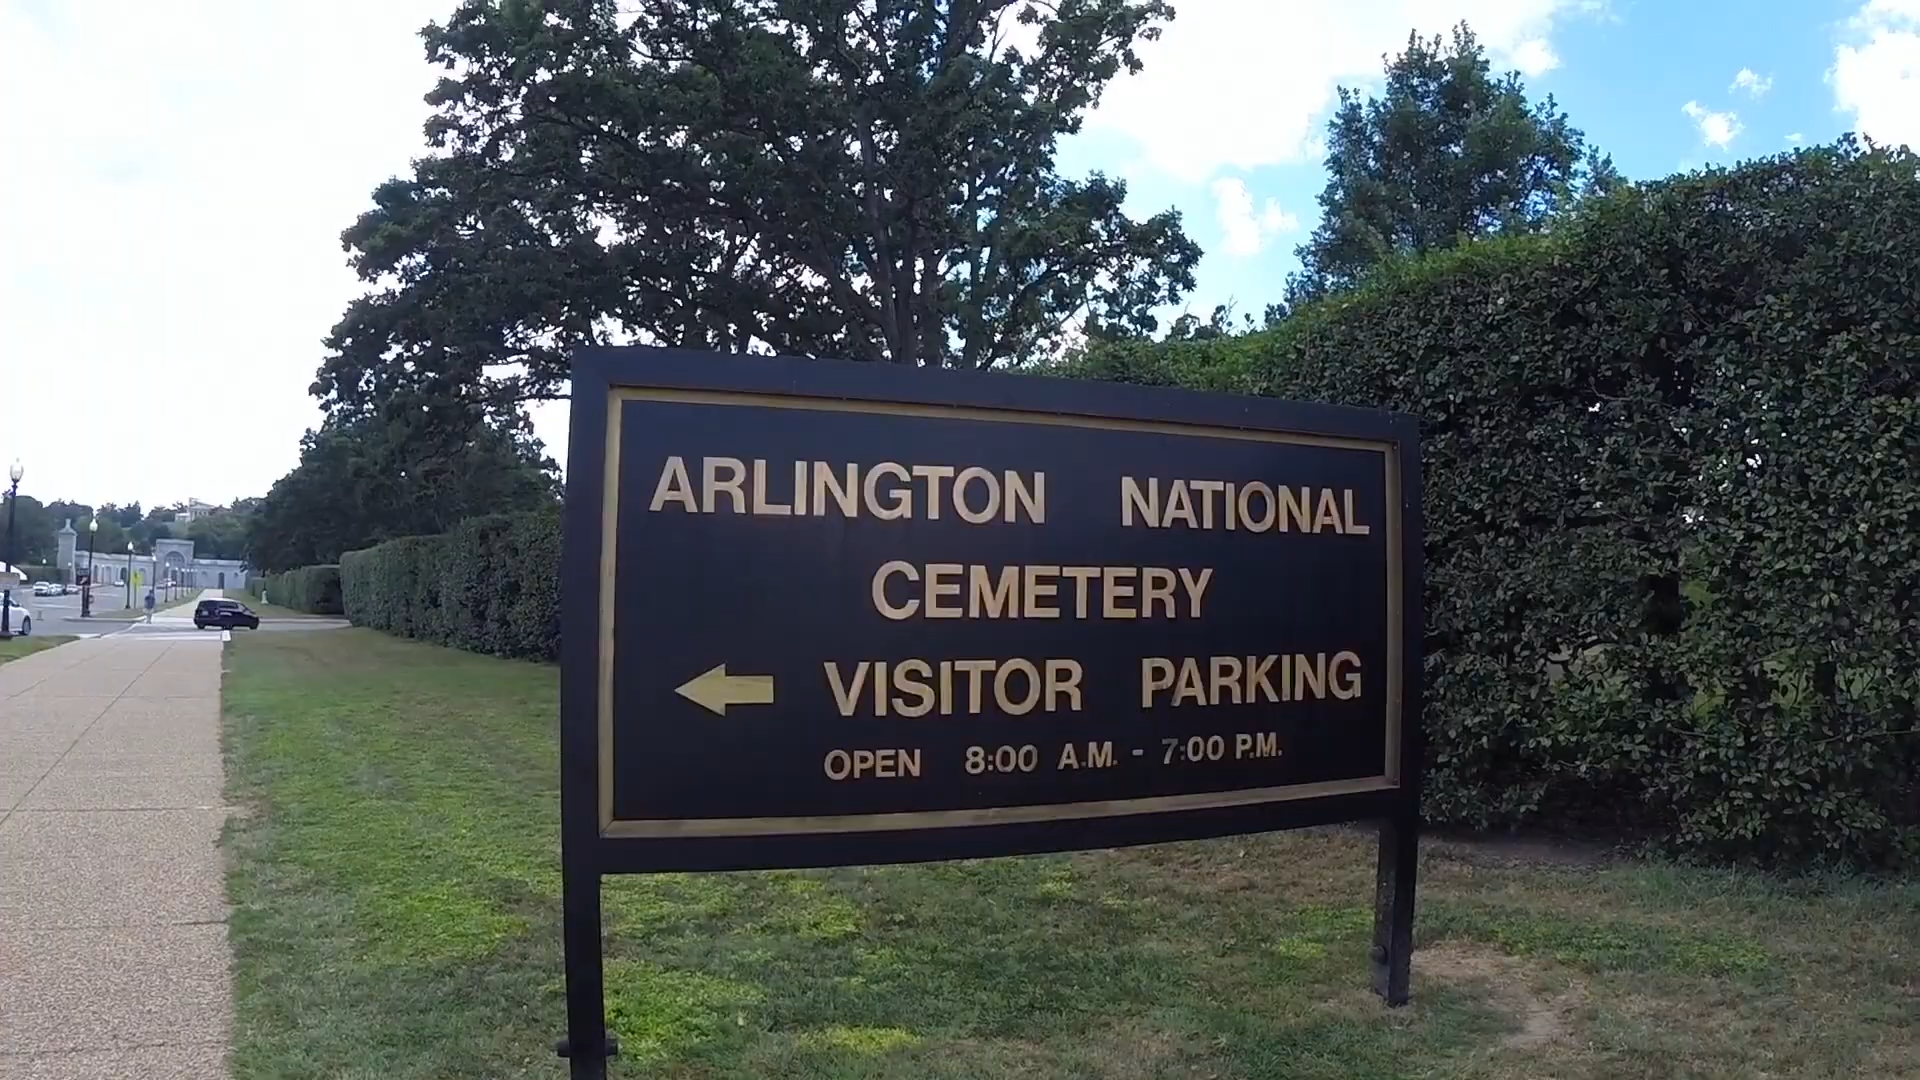 ARLINGTON NATIONAL
CEMETERY
VISITOR PARKING
OPEN 8:00 A.M. - 7:00 P.M.